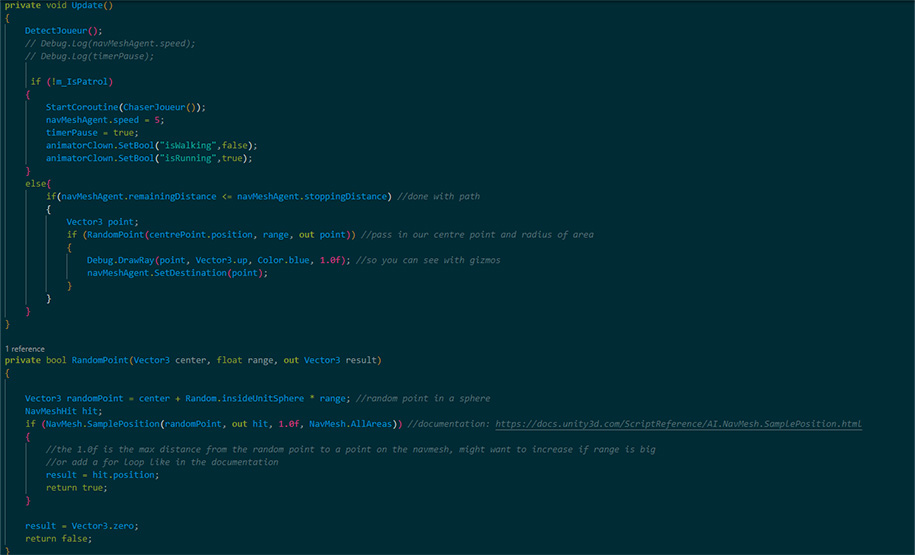 private void Update()
{
DetectJoueur();
// Debug.Log(navMeshAgent.speed);
// Debug.Log(timerPause);
if (!m_IsPatrol)
{
StartCoroutine(ChaserJoueur());
navMeshAgent.speed = 5;
timerPause = true;
animatorClown.SetBool("isWalking",false);
animatorClown.SetBool("isRunning",true);
}
else{
if(navMeshAgent.remainingDistance <= navMeshAgent.stoppingDistance) //done with path
{
Vector3 point;
if (RandomPoint(centrePoint.position, range, out point)) //pass in our centre point and radius of area
{
Debug.DrawRay(point, Vector3.up, Color.blue, 1.0f); //so you can see with gizmos
navMeshAgent.SetDestination(point);
}
}
}
}
1 reference
private bool RandomPoint(Vector3 center, float range, out Vector3 result)
{
Vector3 randomPoint = center + Random.insideUnitSphere * range; //random point in a sphere
NavMeshHit hit;
if (NavMesh.SamplePosition(randomPoint, out hit, 1.0f, NavMesh.AllAreas)) //documentation: https://docs.unity3d.com/ScriptReference/AI.NavMesh.SamplePosition.html
{
//the 1.0f is the max distance from the random point to a point on the navmesh, might want to increase if range is big
//or add a for loop like in the documentation
result = hit.position;
return true;
}
result = Vector3.zero;
return false;
}